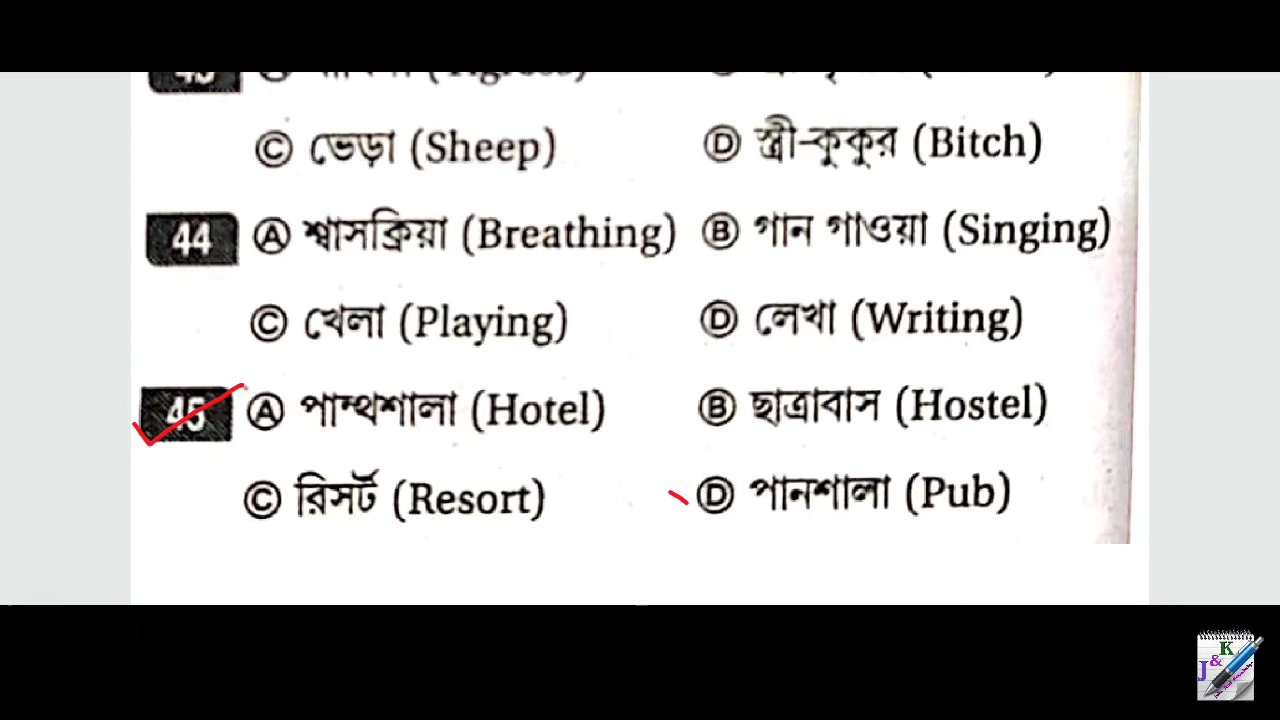 Ⓒ ভেড়া (Sheep) Ⓓ স্ত্রী-কুকুর (Bitch)
44 Ⓐ শ্বাসক্রিয়া (Breathing) Ⓑ গান গাওয়া (Singing)
Ⓒ খেলা (Playing) Ⓓ লেখা (Writing)
45 Ⓐ পান্থশালা (Hotel) Ⓑ ছাত্রাবাস (Hostel)
Ⓒ রিসর্ট (Resort) Ⓓ পানশালা (Pub)
J & K